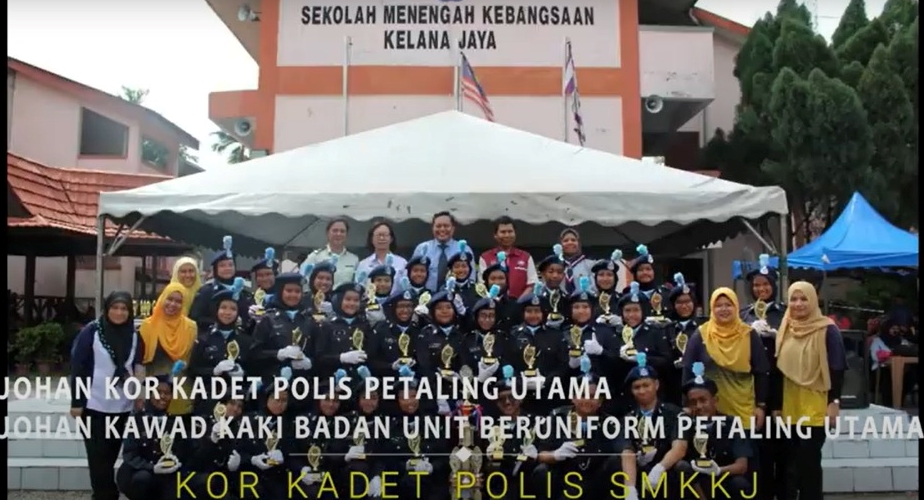 SEKOLAH MENENGAH KEBANGSAAN
KELANA JAYA
JOHAN KOR KADET POLIS PETALING UTAMA
JOHAN KAWAD KAKI BADAN UNIT BERUNIFORM PETALING UTAMA
KOR KADET POLIS SMKKJ